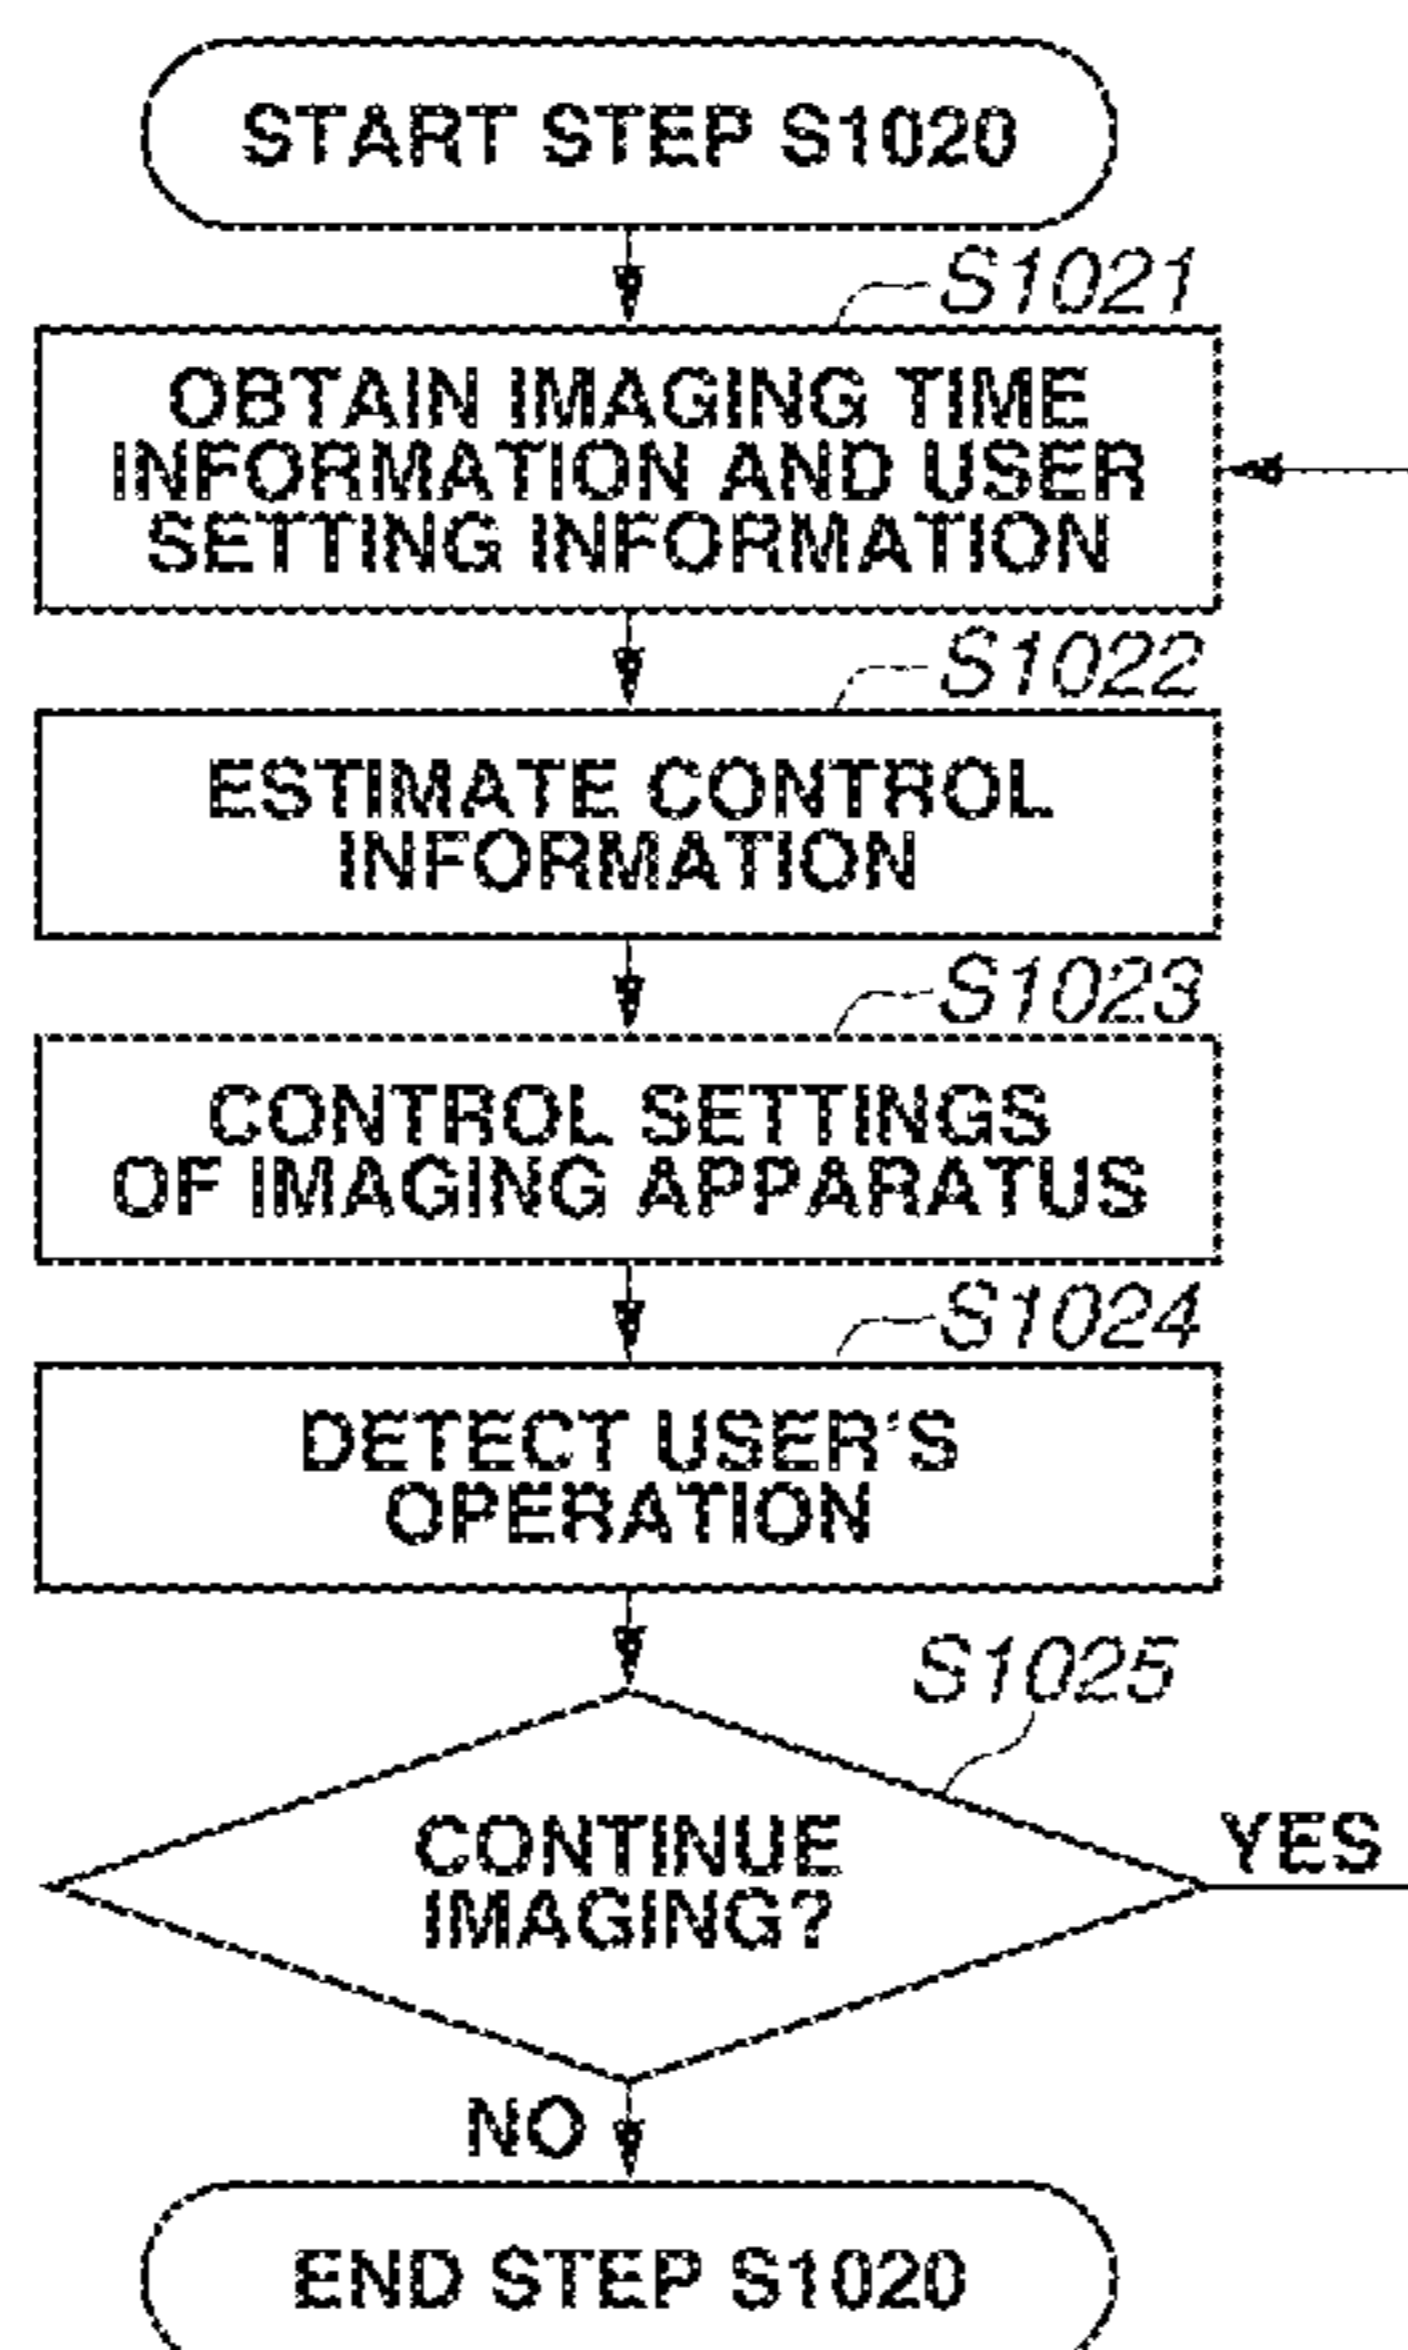 START STEP S1020
S1021
OBTAIN IMAGING TIME
INFORMATION AND USER
SETTING INFORMATION
S1022
ESTIMATE CONTROL
INFORMATION
S1023
CONTROL SETTINGS
OF IMAGING APPARATUS
S1024
DETECT USER'S
OPERATION
S1025
CONTINUE
IMAGING?
YES
NO
END STEP S1020